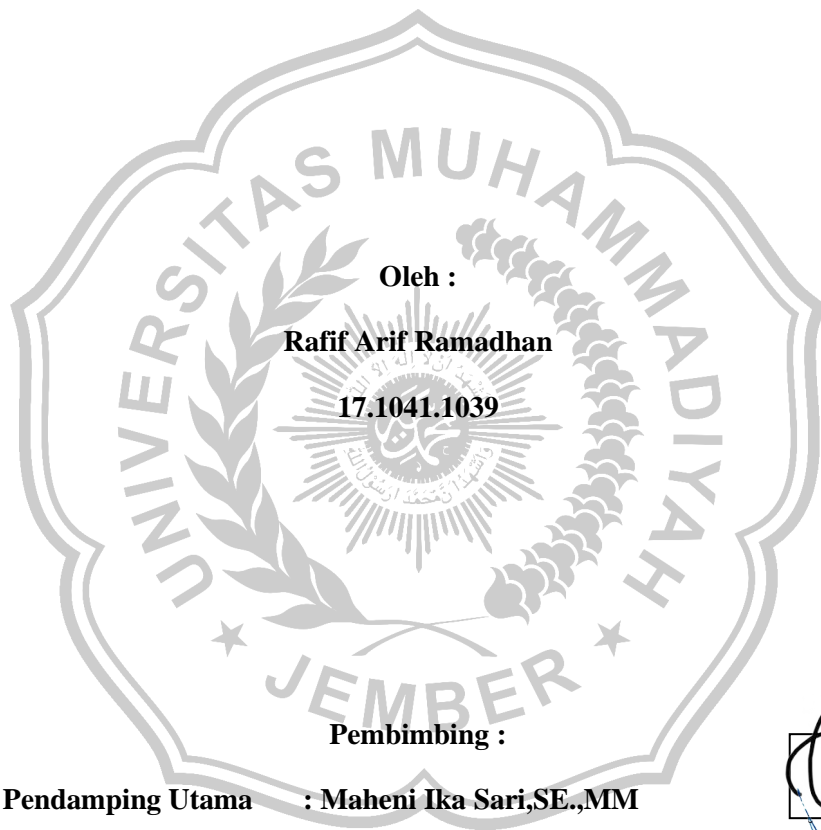 UNIVERSITAS MUHAMMADIYAH
Oleh :
Rafif Arif Ramadhan
17.1041.1039
JEMBER
Pembimbing :
Pendamping Utama : Maheni Ika Sari,SE.,MM